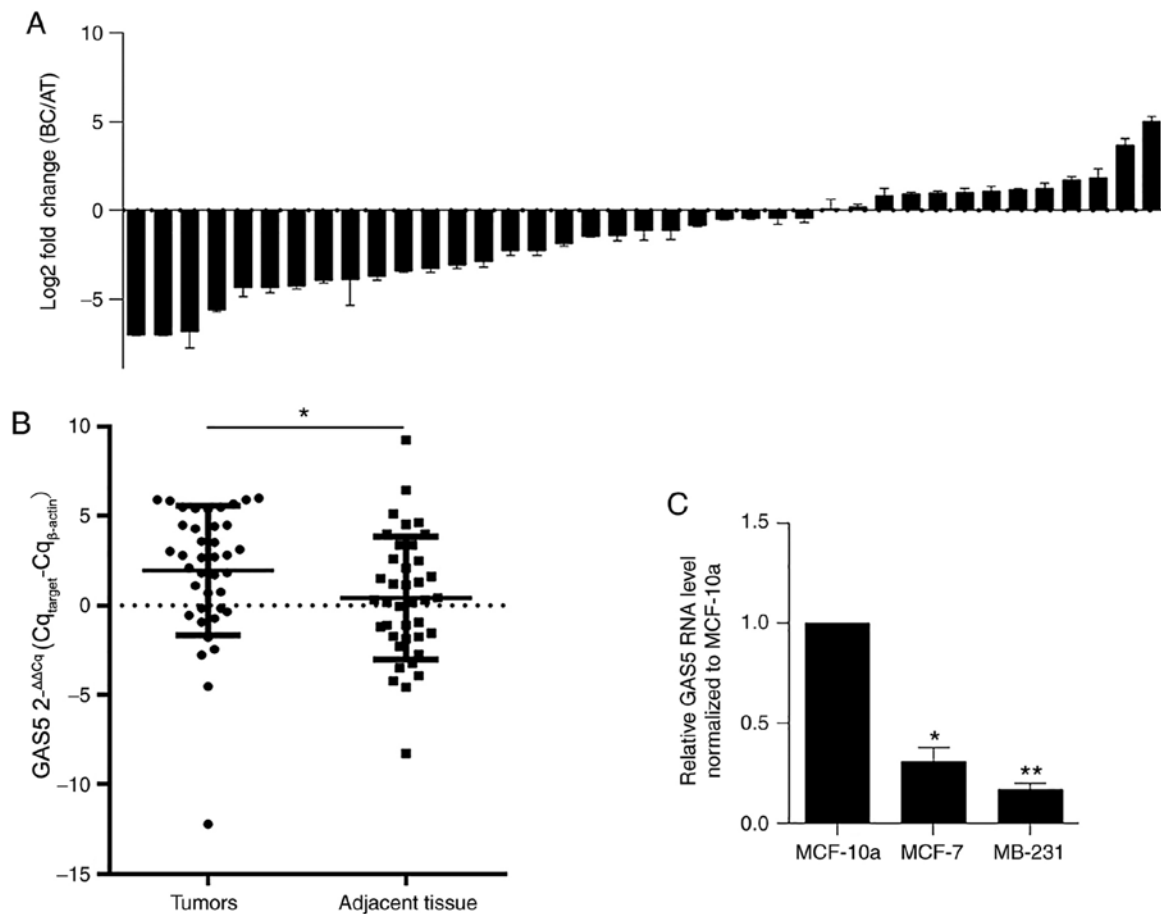 A
Log2 fold change (BC/AT)
10
5
0
−5
B
GAS5 2-ΔΔCq (Cqtarget-Cqβ-actin)
10
5
0
−5
−10
−15
*
Tumors
Adjacent tissue
C
Relative GAS5 RNA level
normalized to MCF-10a
1.5
1.0
0.5
0.0
*
**
MCF-10a
MCF-7
MB-231